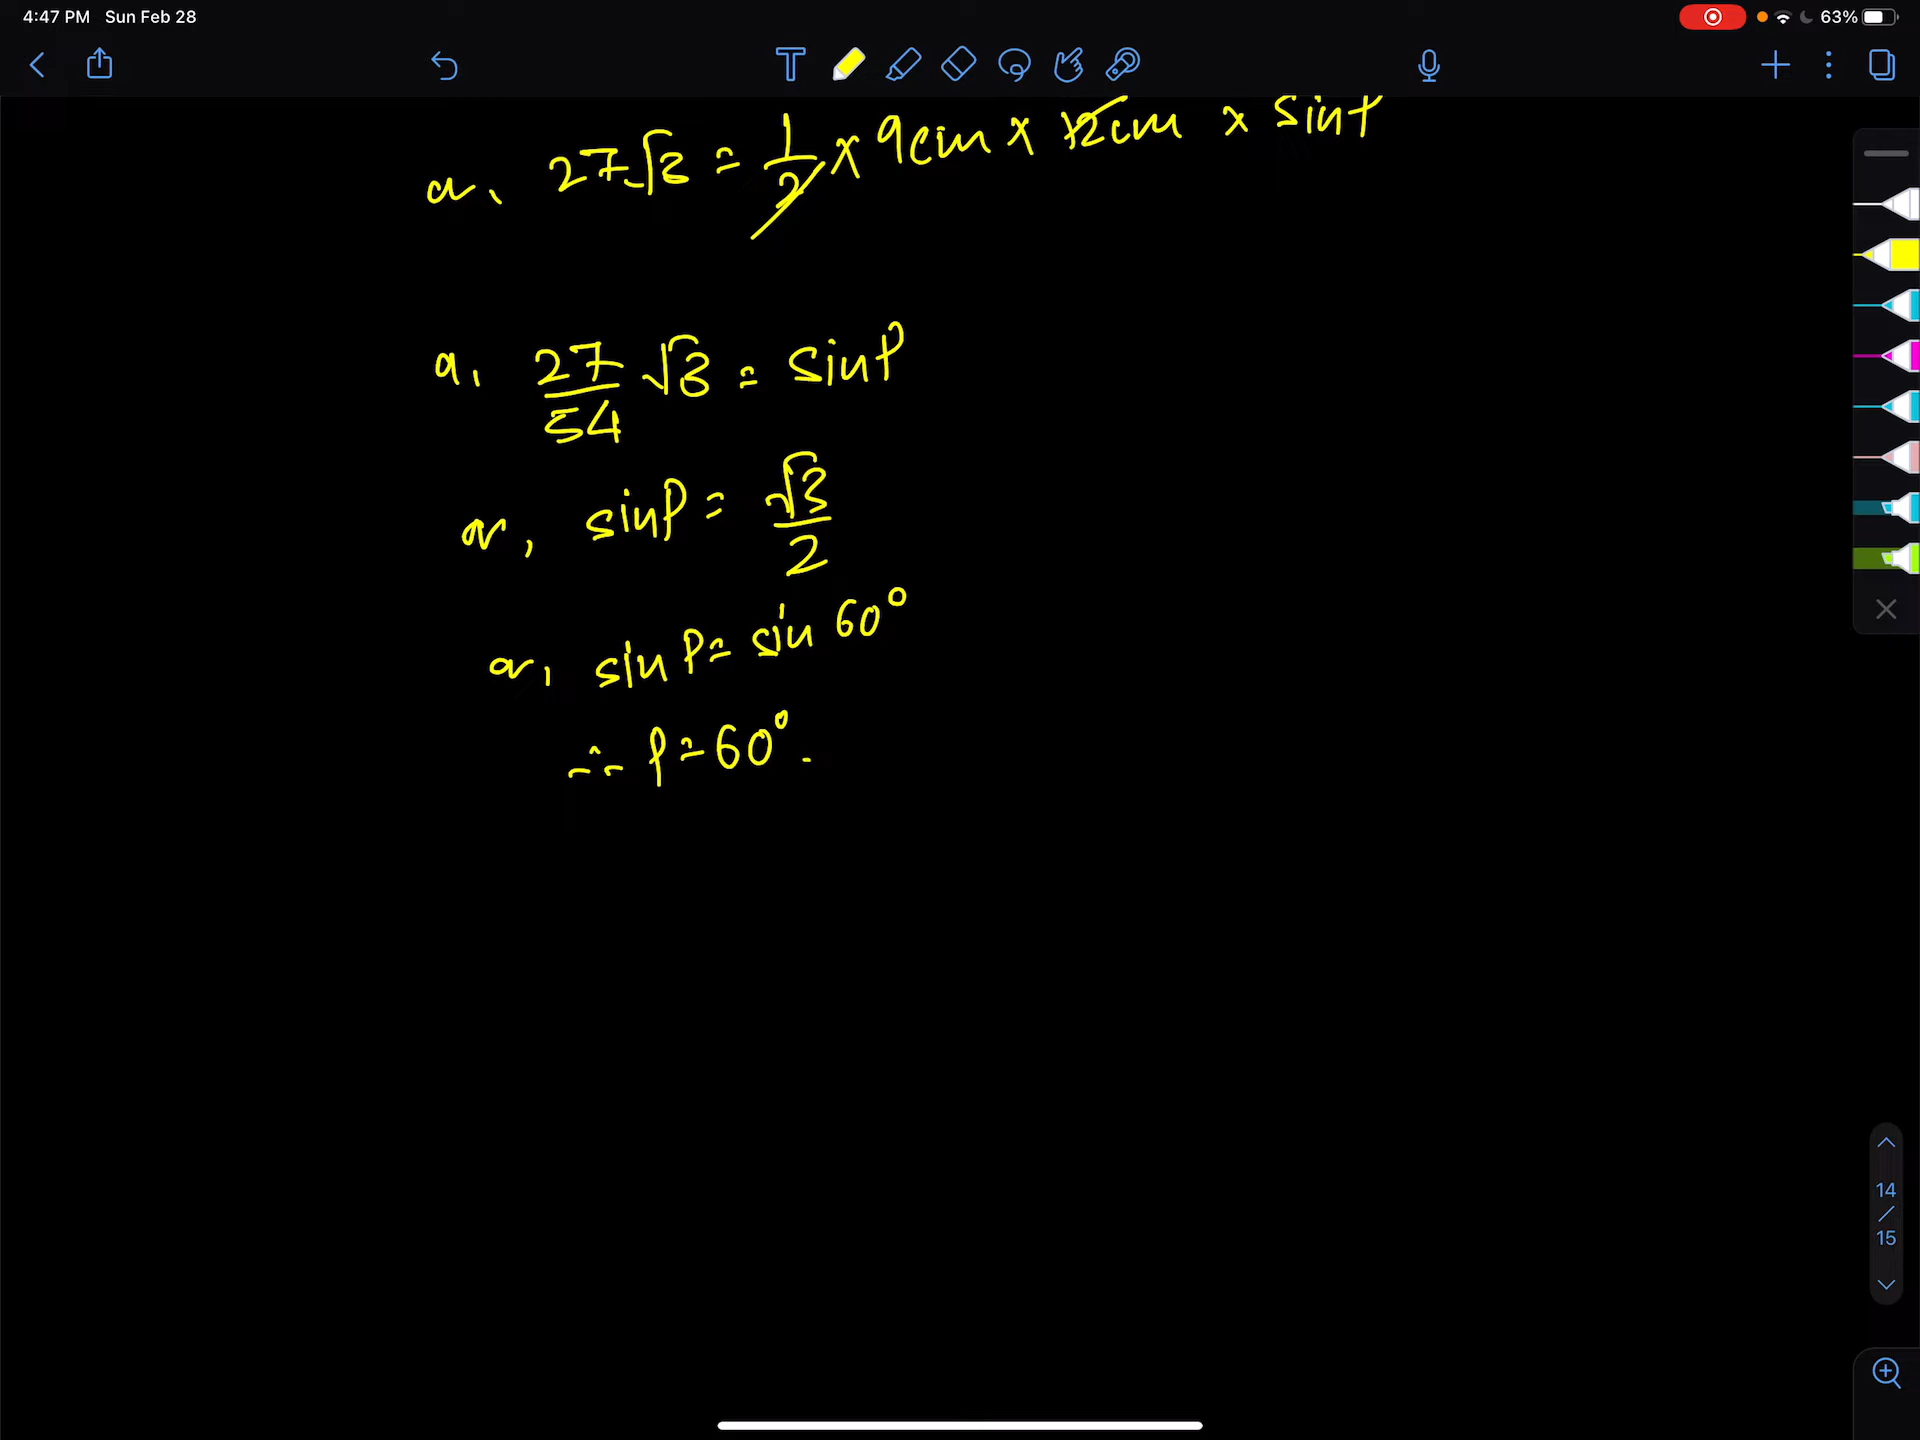 4:47 PM Sun Feb 28
63%
or, 27√3 = 1/2 × 9cm × 12cm × sinP
or, 27/54 √3 = sinP
or, sinP = √3/2
or, sin P = sin 60°
∴ P = 60°.
14
/
15